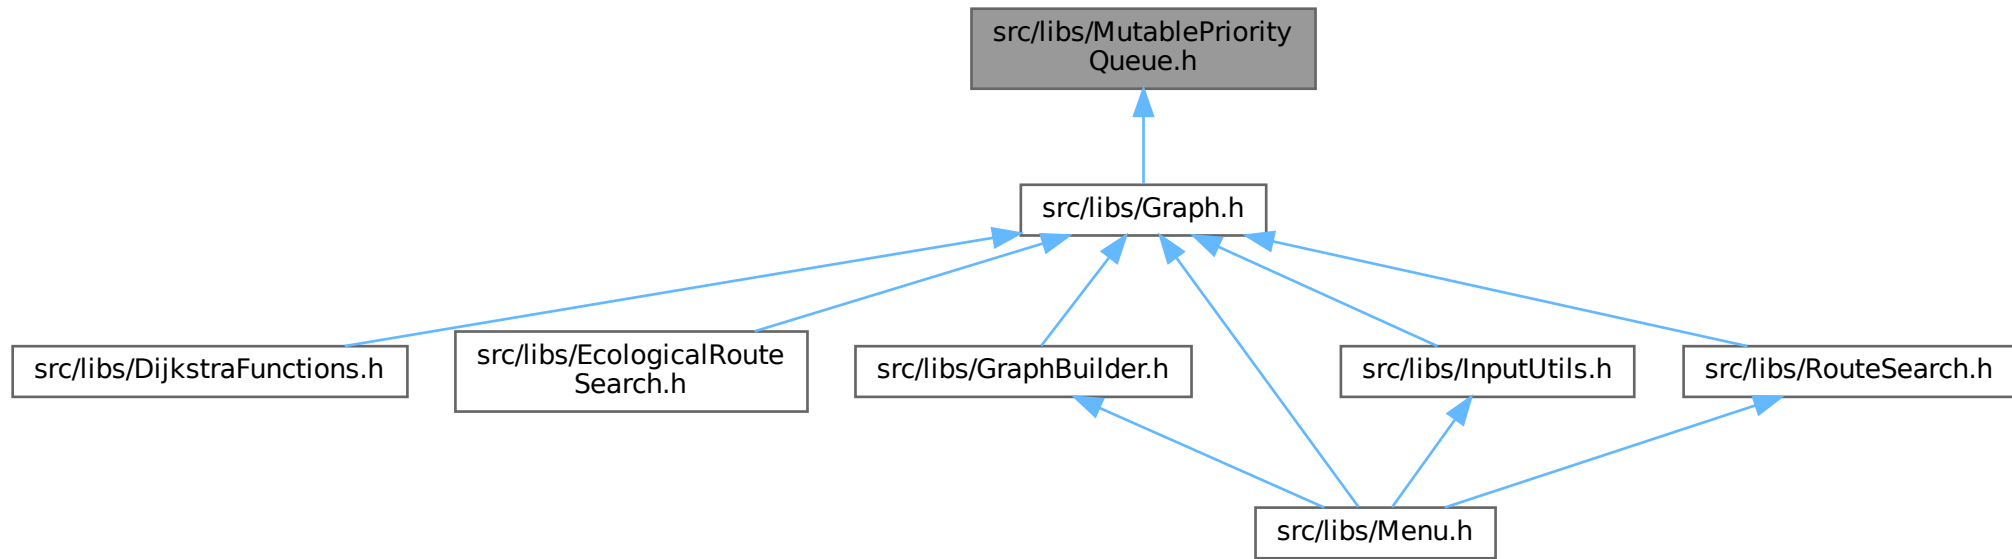 src/libs/MutablePriority
Queue.h
src/libs/Graph.h
src/libs/DijkstraFunctions.h
src/libs/EcologicalRoute
Search.h
src/libs/GraphBuilder.h
src/libs/InputUtils.h
src/libs/RouteSearch.h
src/libs/Menu.h